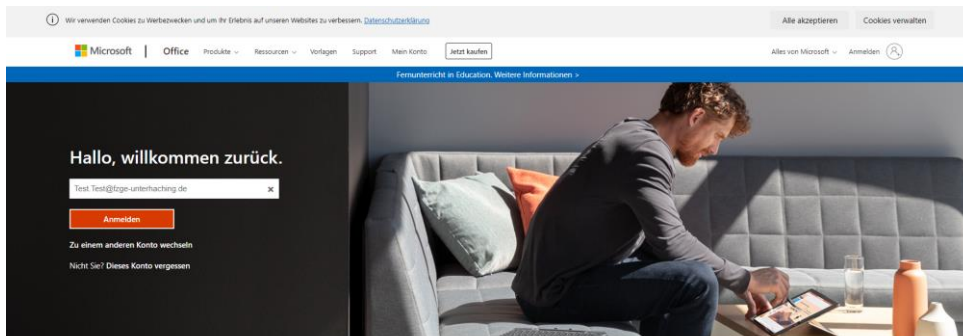 Wir verwenden Cookies zu Werbezwecken und um Ihr Erlebnis auf unseren Websites zu verbessern. Datenschutzerklärung
Alle akzeptieren
Cookies verwalten
Microsoft | Office Produkte Ressourcen Vorlagen Support Mein Konto Jetzt kaufen Alles von Microsoft Anmelden
Fernunterricht in Education. Weitere Informationen >
Hallo, willkommen zurück.
Test.Test@fzge-unterhaching.de
Anmelden
Zu einem anderen Konto wechseln
Nicht Sie? Dieses Konto vergessen